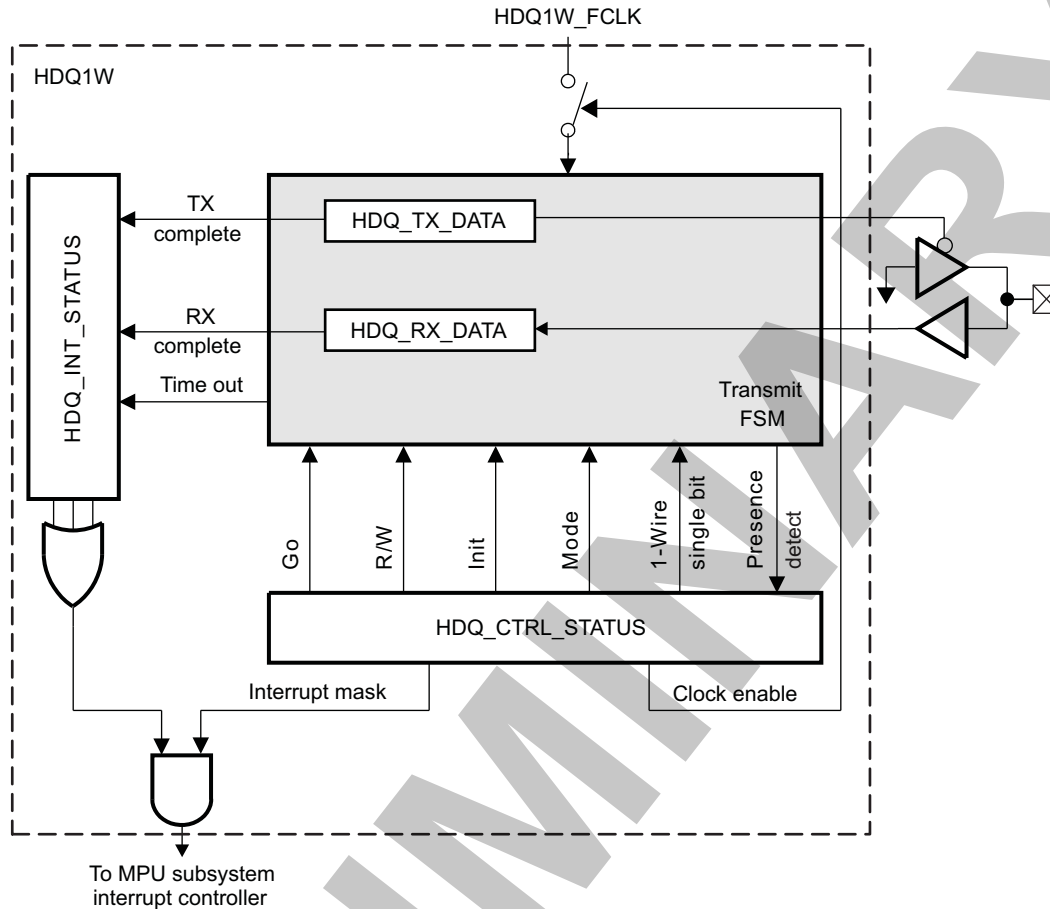 HDQ1W_FCLK
HDQ1W
HDQ_INT_STATUS
TX
complete
RX
complete
Time out
HDQ_TX_DATA
HDQ_RX_DATA
Transmit
FSM
Go
R/W
Init
Mode
1-Wire
single bit
Presence
detect
HDQ_CTRL_STATUS
Interrupt mask
Clock enable
To MPU subsystem
interrupt controller